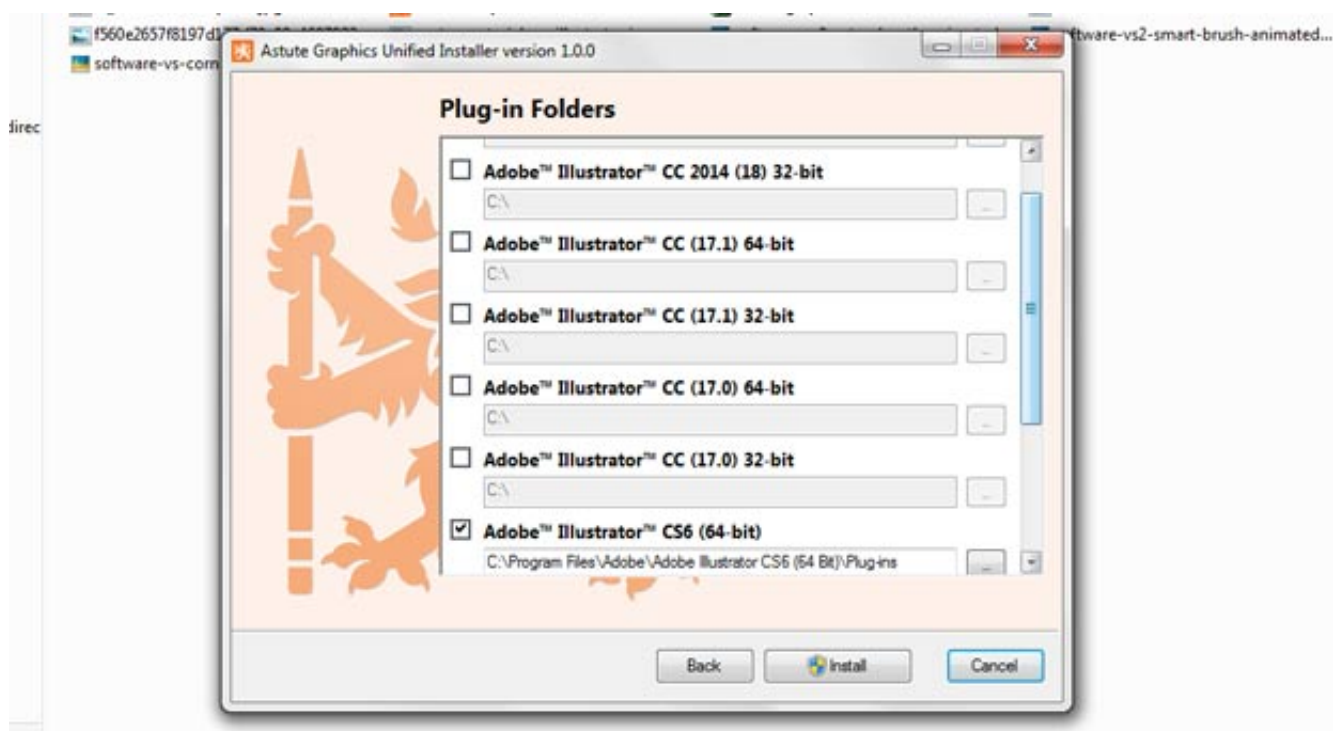 software-vs-corn
tware-vs2-smart-brush-animated...
direc
Astute Graphics Unified Installer version 1.0.0
Plug-in Folders
Adobe™ Illustrator™ CC 2014 (18) 32-bit
C:\
...
Adobe™ Illustrator™ CC (17.1) 64-bit
C:\
...
Adobe™ Illustrator™ CC (17.1) 32-bit
C:\
...
Adobe™ Illustrator™ CC (17.0) 64-bit
C:\
...
Adobe™ Illustrator™ CC (17.0) 32-bit
C:\
...
Adobe™ Illustrator™ CS6 (64-bit)
C:\Program Files\Adobe\Adobe Illustrator CS6 (64 Bit)\Plug-ins
...
Back
Install
Cancel